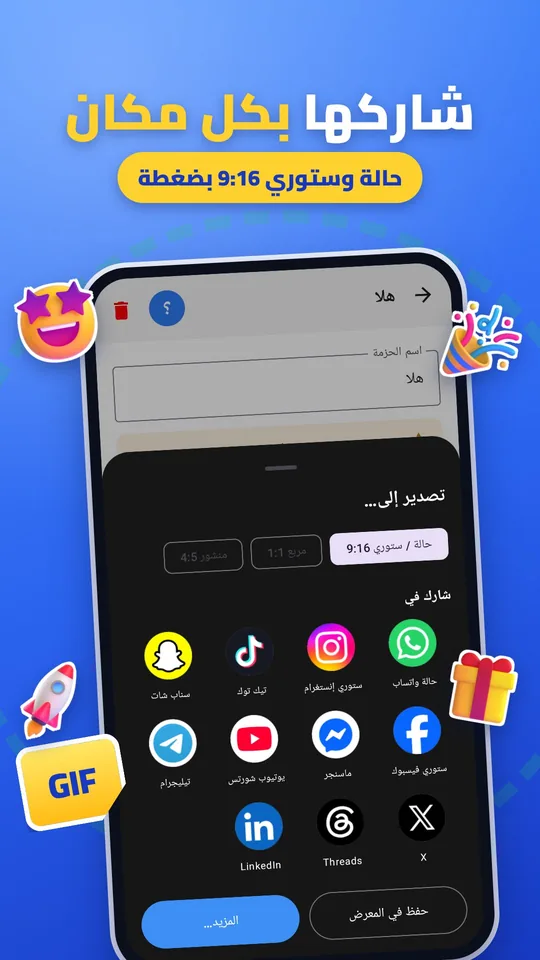 شاركها بكل مكان
حالة وستوري 9:16 بضغطة
هلا
؟
اسم الحزمة
هلا
تصدير إلى...
حالة / ستوري 9:16
مربع 1:1
منشور 4:5
شارك في
حالة واتساب
ستوري إنستغرام
تيك توك
سناب شات
ستوري فيسبوك
ماسنجر
يوتيوب شورتس
تيليجرام
X
Threads
LinkedIn
حفظ في المعرض
المزيد...
GIF